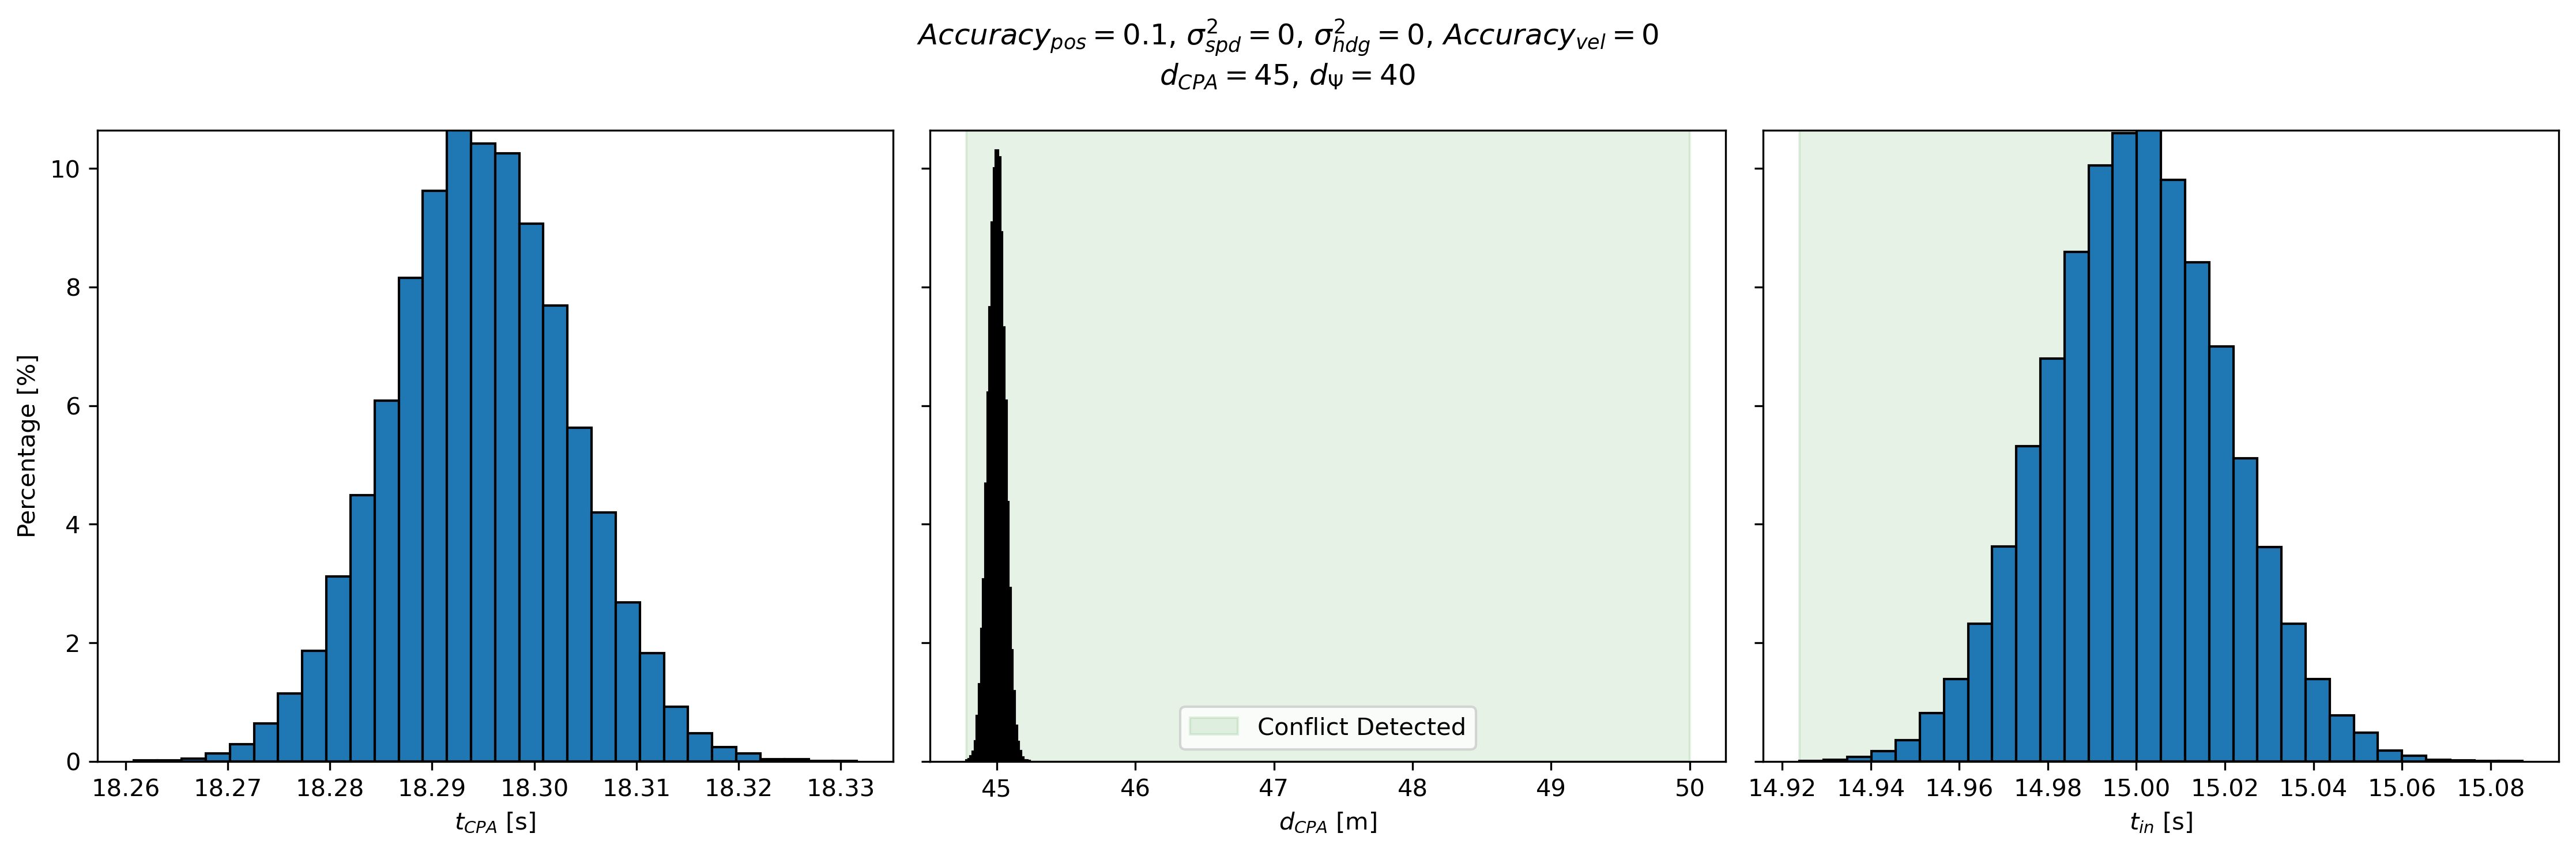 Accuracy_pos = 0.1, σ²_spd = 0, σ²_hdg = 0, Accuracy_vel = 0
d_CPA = 45, d_Ψ = 40
Percentage [%]
10
8
6
4
2
0
18.26 18.27 18.28 18.29 18.30 18.31 18.32 18.33
t_CPA [s]
Conflict Detected
45 46 47 48 49 50
d_CPA [m]
14.92 14.94 14.96 14.98 15.00 15.02 15.04 15.06 15.08
t_in [s]